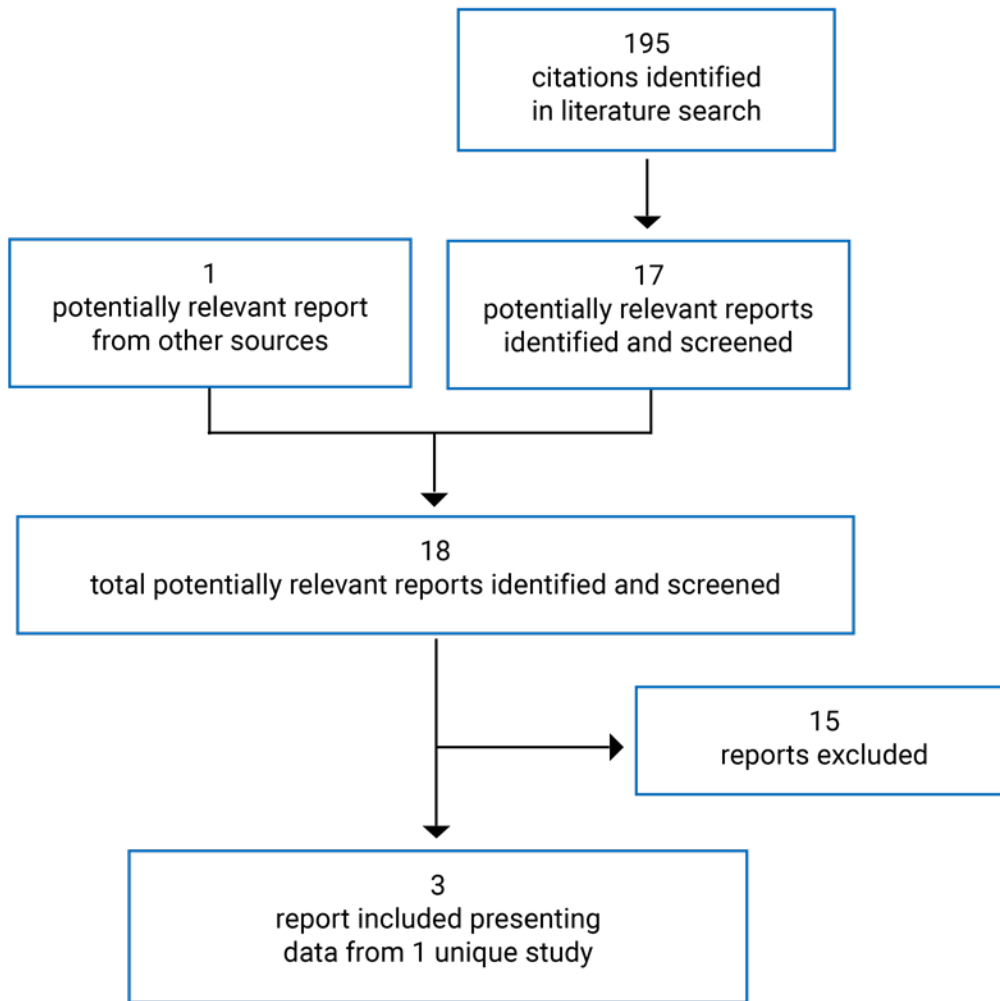 195
citations identified
in literature search
1
potentially relevant report
from other sources
17
potentially relevant reports
identified and screened
18
total potentially relevant reports identified and screened
15
reports excluded
3
report included presenting
data from 1 unique study